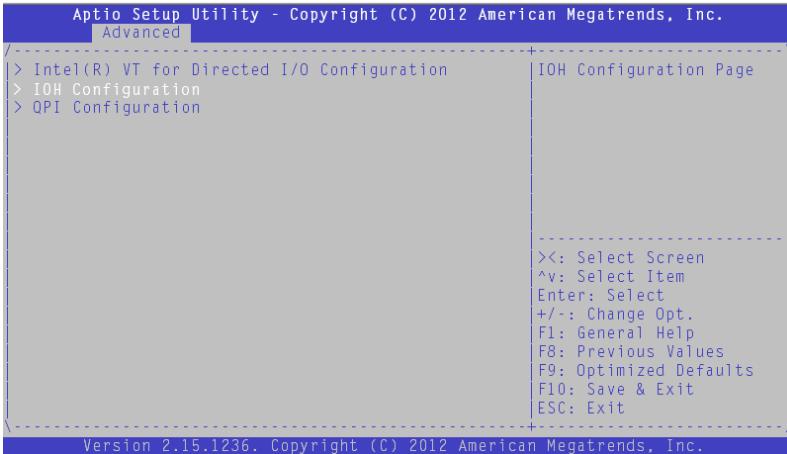 Aptio Setup Utility - Copyright (C) 2012 American Megatrends, Inc.
Advanced
> Intel(R) VT for Directed I/O Configuration
> IOH Configuration
> QPI Configuration
IOH Configuration Page
><: Select Screen
^v: Select Item
Enter: Select
+/-: Change Opt.
F1: General Help
F8: Previous Values
F9: Optimized Defaults
F10: Save & Exit
ESC: Exit
Version 2.15.1236. Copyright (C) 2012 American Megatrends, Inc.